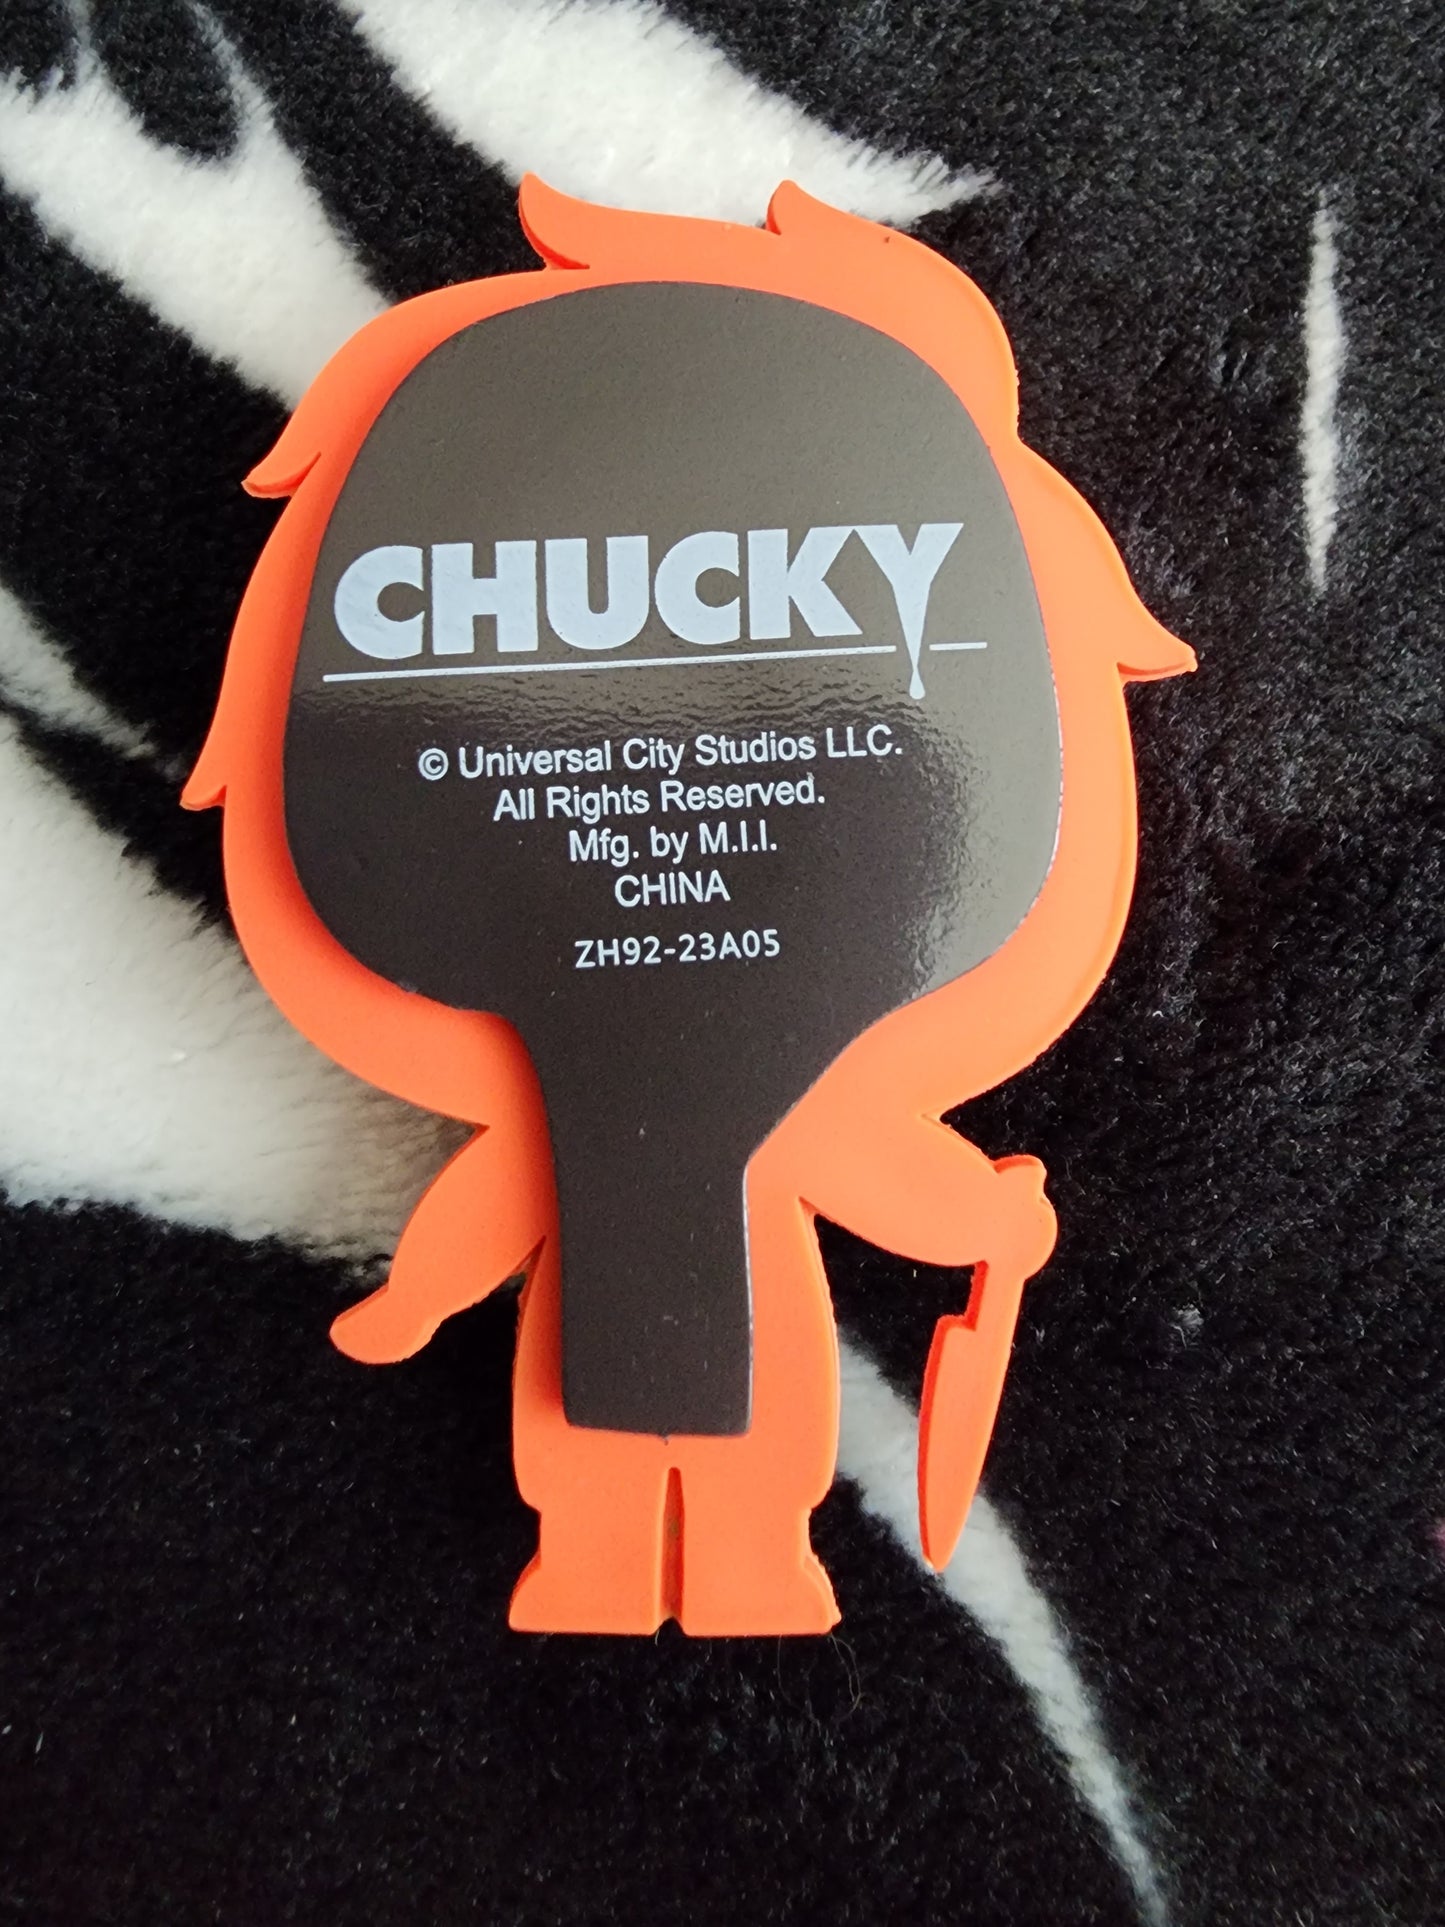 CHUCKY
© Universal City Studios LLC.
All Rights Reserved.
Mfg. by M.I.I.
CHINA
ZH92-23A05